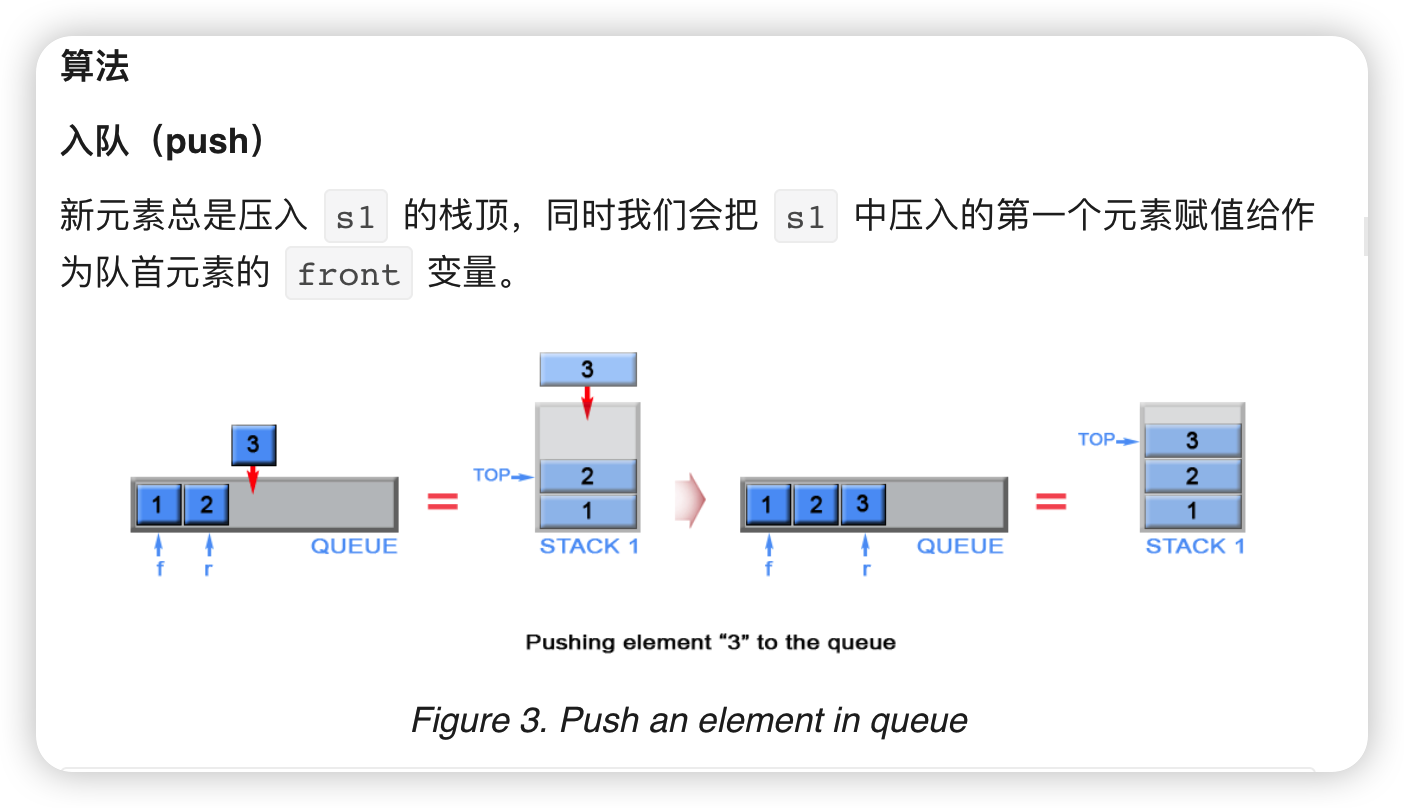 算法
入队（push）
新元素总是压入 s1 的栈顶，同时我们会把 s1 中压入的第一个元素赋值给作
为队首元素的 front 变量。
3
3
TOP
2
1
1 2
=
QUEUE
STACK 1
f r
1 2 3
=
TOP
3
2
1
QUEUE
STACK 1
f r
Pushing element “3” to the queue
Figure 3. Push an element in queue